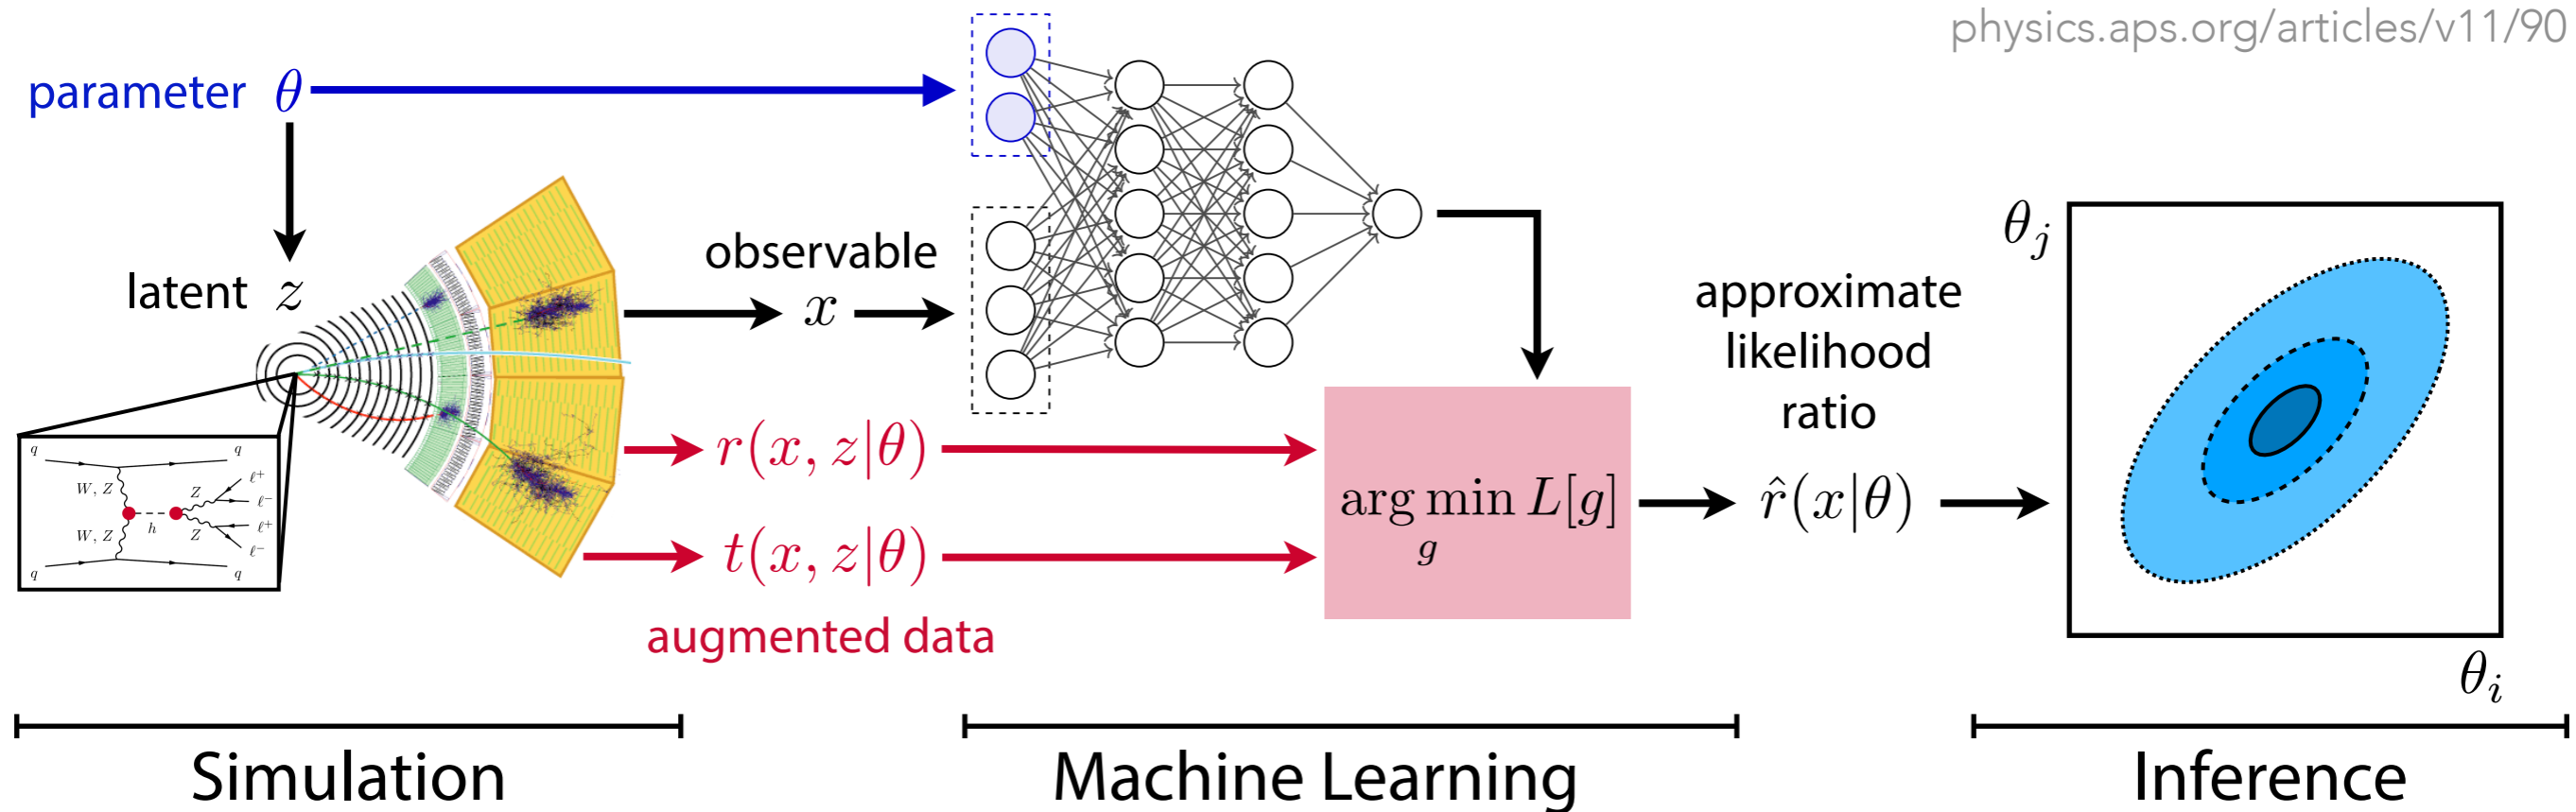 physics.aps.org/articles/v11/90
parameter θ
latent z
observable
x
r(x, z|θ)
t(x, z|θ)
augmented data
q q
W, Z
Z ℓ+
ℓ−
h
Z ℓ+
ℓ−
W, Z
q q
arg min L[g]
g
approximate
likelihood
ratio
r̂(x|θ)
θj
θi
Simulation
Machine Learning
Inference